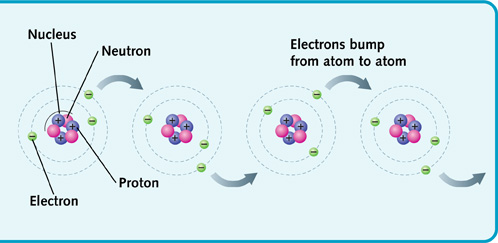 Nucleus
Neutron
Electrons bump
from atom to atom
Proton
Electron